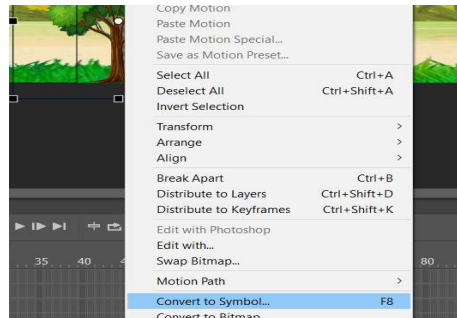 Copy Motion
Paste Motion
Paste Motion Special...
Save as Motion Preset...
Select All Ctrl+A
Deselect All Ctrl+Shift+A
Invert Selection
Transform >
Arrange >
Align >
Break Apart Ctrl+B
Distribute to Layers Ctrl+Shift+D
Distribute to Keyframes Ctrl+Shift+K
Edit with Photoshop
Edit with...
Swap Bitmap...
35 40 80
Motion Path >
Convert to Symbol... F8
Convert to Bitmap